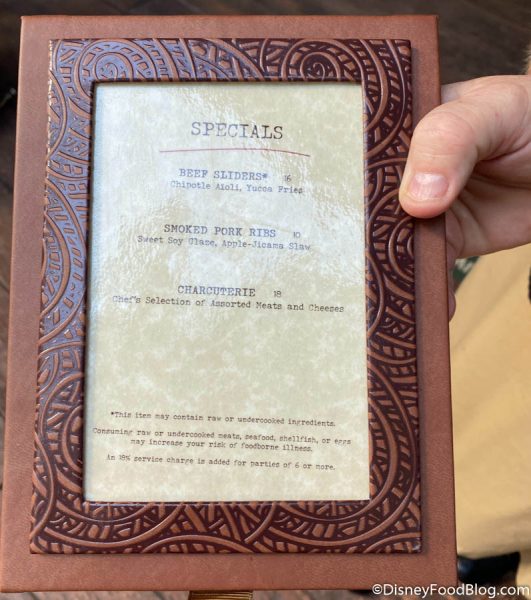 SPECIALS
BEEF SLIDERS* 16
Chipotle Aioli, Yucca Fries
SMOKED PORK RIBS 10
Sweet Soy Glaze, Apple-Jicama Slaw
CHARCUTERIE 18
Chef's Selection of Assorted Meats and Cheeses
*This item may contain raw or undercooked ingredients.
Consuming raw or undercooked meats, seafood, shellfish, or eggs
may increase your risk of foodborne illness.
An 18% service charge is added for parties of 6 or more.
©DisneyFoodBlog.com